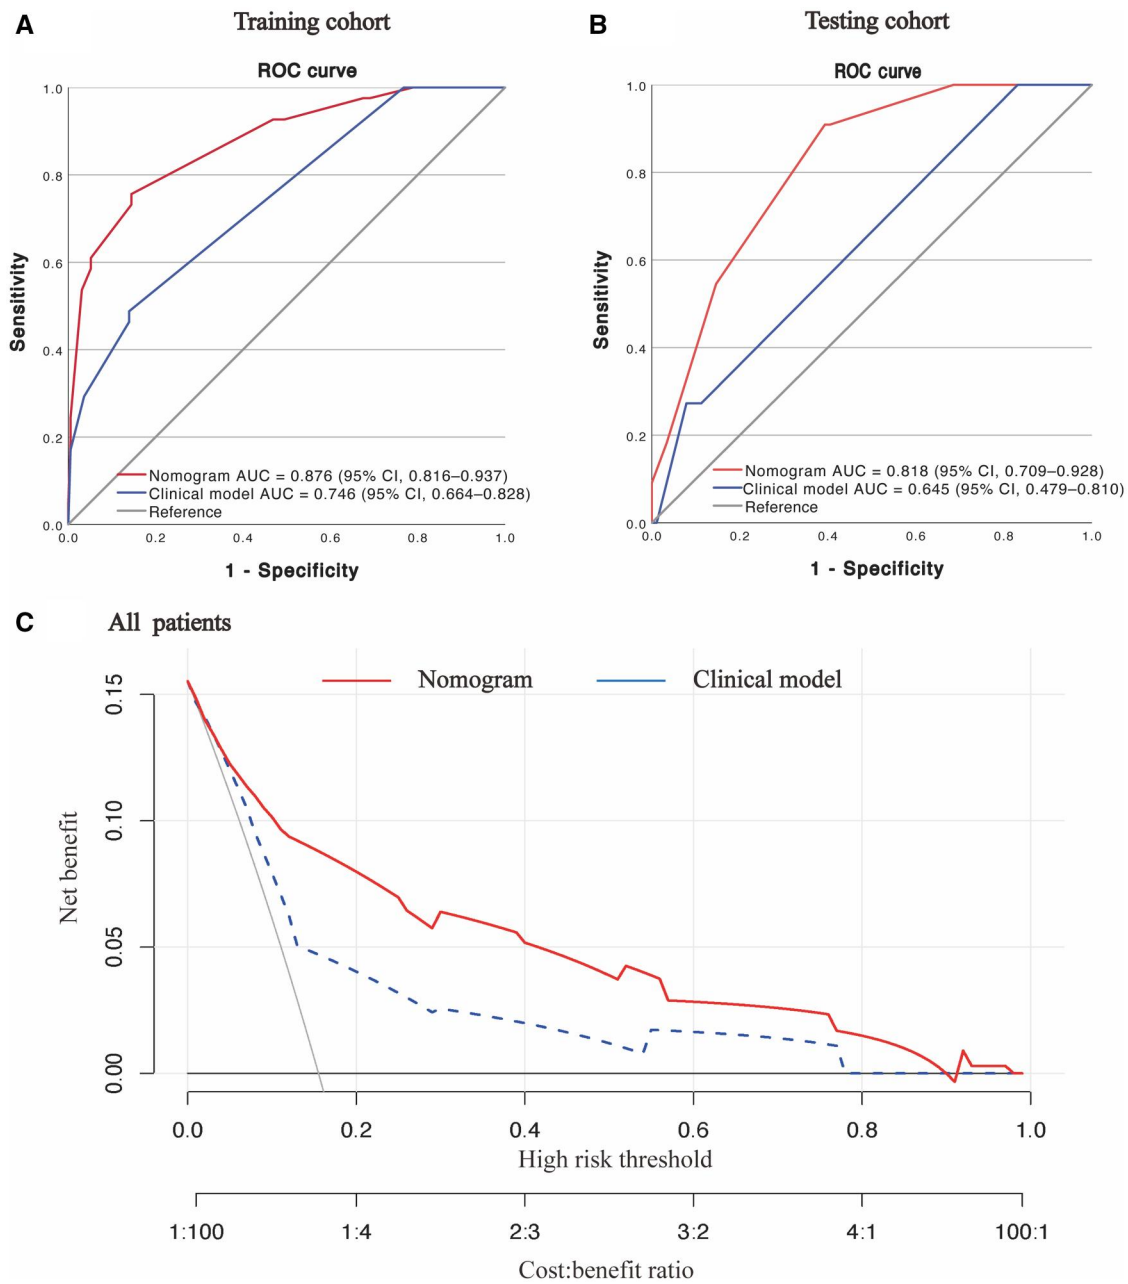 A
Training cohort
ROC curve
1.0
0.8
0.6
0.4
0.2
0.0
Sensitivity
Nomogram AUC = 0.876 (95% CI, 0.816–0.937)
Clinical model AUC = 0.746 (95% CI, 0.664–0.828)
Reference
0.0 0.2 0.4 0.6 0.8 1.0
1 - Specificity
B
Testing cohort
ROC curve
1.0
0.8
0.6
0.4
0.2
0.0
Sensitivity
Nomogram AUC = 0.818 (95% CI, 0.709–0.928)
Clinical model AUC = 0.645 (95% CI, 0.479–0.810)
Reference
0.0 0.2 0.4 0.6 0.8 1.0
1 - Specificity
C
All patients
Nomogram Clinical model
0.15
0.10
0.05
0.00
Net benefit
0.0 0.2 0.4 0.6 0.8 1.0
High risk threshold
1:100 1:4 2:3 3:2 4:1 100:1
Cost:benefit ratio